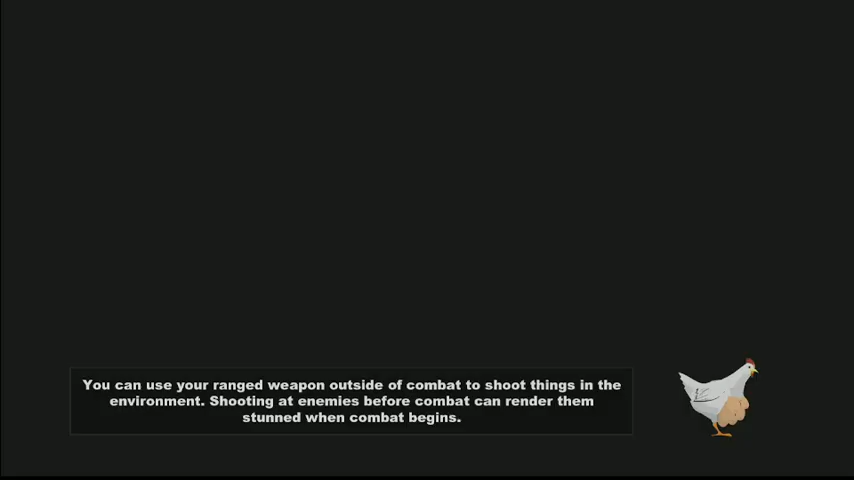 You can use your ranged weapon outside of combat to shoot things in the
environment. Shooting at enemies before combat can render them
stunned when combat begins.